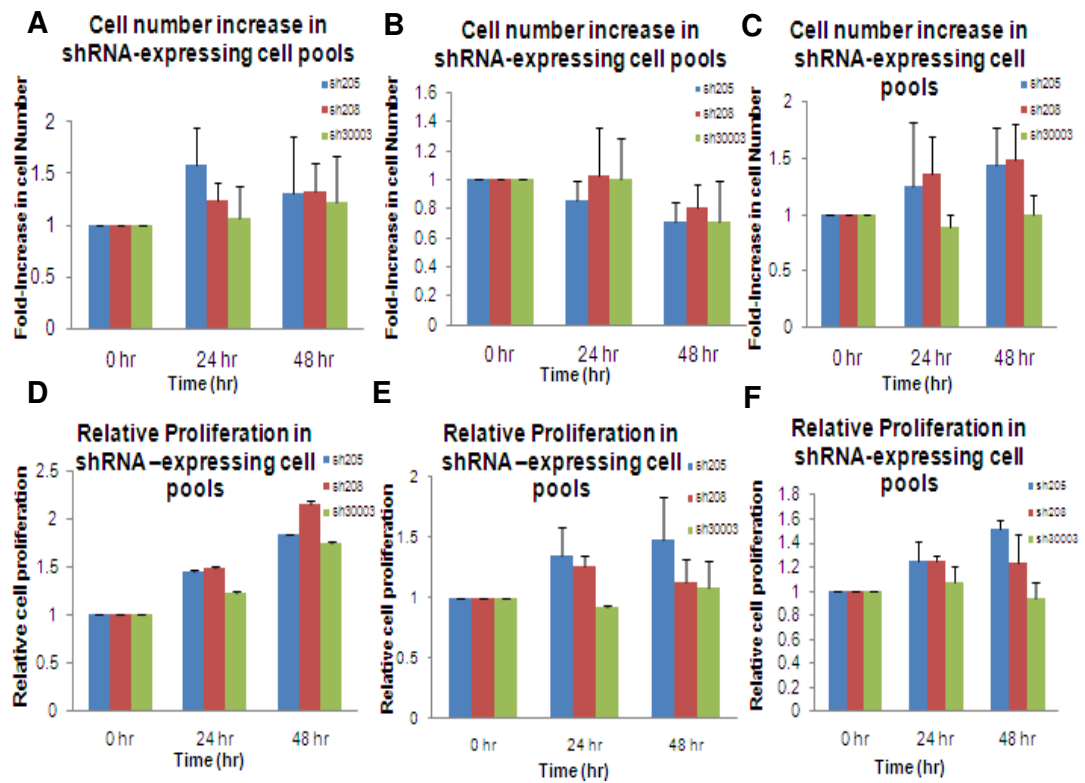 A
Cell number increase in
shRNA-expressing cell pools
Fold-Increase in cell Number
2
1.5
1
0.5
0
sh205
sh208
sh30003
0 hr 24 hr 48 hr
Time (hr)
B
Cell number increase in
shRNA-expressing cell pools
Fold-Increase in cell Number
1.6
1.4
1.2
1
0.8
0.6
0.4
0.2
0
sh205
sh208
sh30003
0 hr 24 hr 48 hr
Time (hr)
C
Cell number increase in
shRNA-expressing cell
pools
Fold-Increase in cell Number
2
1.5
1
0.5
0
sh205
sh208
sh30003
0 hr 24 hr 48 hr
Time (hr)
D
Relative Proliferation in
shRNA –expressing cell
pools
Relative cell proliferation
2.5
2
1.5
1
0.5
0
sh205
sh208
sh30003
0 hr 24 hr 48 hr
Time (hr)
E
Relative Proliferation in
shRNA –expressing cell
pools
Relative cell proliferation
2
1.5
1
0.5
0
sh205
sh208
sh30003
0 hr 24 hr 48 hr
Time (hr)
F
Relative Proliferation in
shRNA-expressing cell
pools
Relative cell proliferation
1.8
1.6
1.4
1.2
1
0.8
0.6
0.4
0.2
0
sh205
sh208
sh30003
0 hr 24 hr 48 hr
Time (hr)